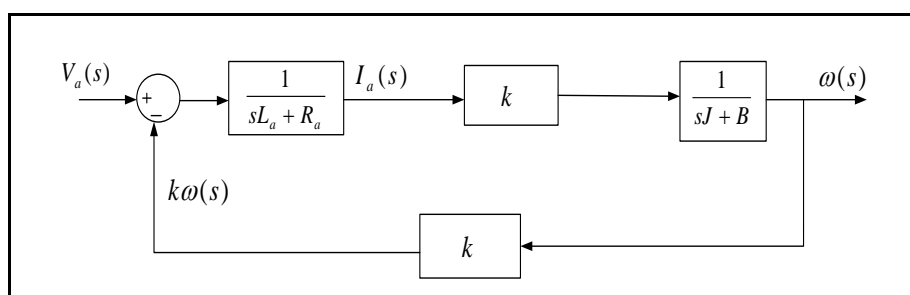 V_a(s)
+
−
1
sL_a + R_a
I_a(s)
k
1
sJ + B
ω(s)
kω(s)
k